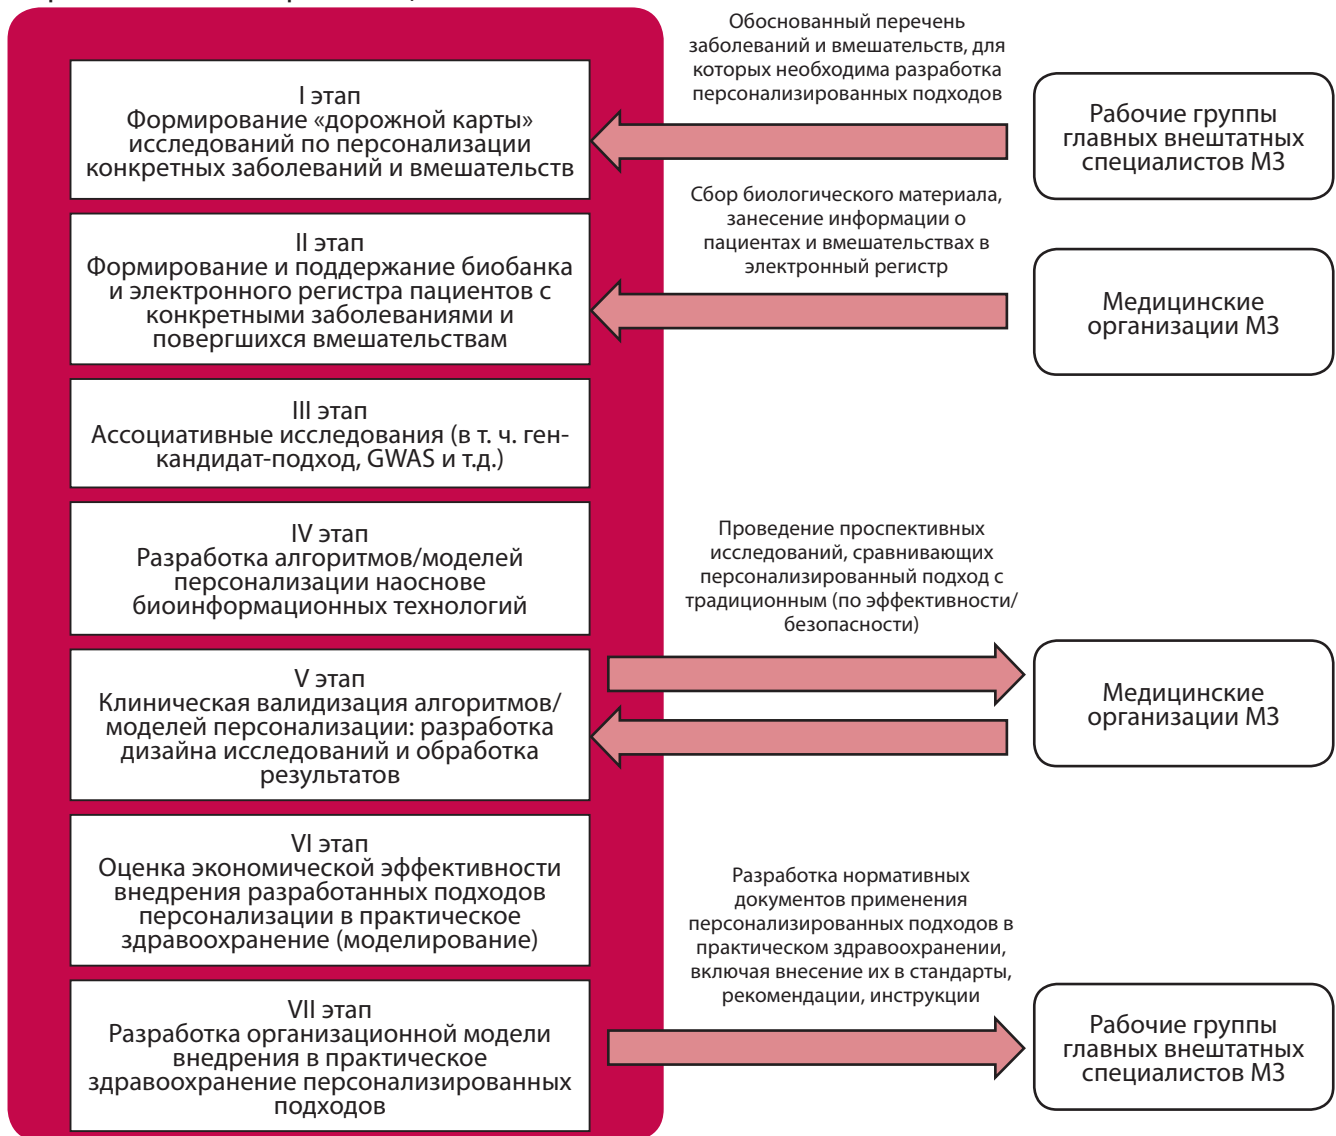 I этап
Формирование «дорожной карты»
исследований по персонализации
конкретных заболеваний и вмешательств
Обоснованный перечень
заболеваний и вмешательств, для
которых необходима разработка
персонализированных подходов
Рабочие группы
главных внештатных
специалистов МЗ
II этап
Формирование и поддержание биобанка
и электронного регистра пациентов с
конкретными заболеваниями и
повергшихся вмешательствам
Сбор биологического материала,
занесение информации о
пациентах и вмешательствах в
электронный регистр
Медицинские
организации МЗ
III этап
Ассоциативные исследования (в т. ч. ген-
кандидат-подход, GWAS и т.д.)
IV этап
Разработка алгоритмов/моделей
персонализации наоснове
биоинформационных технологий
Проведение проспективных
исследований, сравнивающих
персонализированный подход с
традиционным (по эффективности/
безопасности)
V этап
Клиническая валидизация алгоритмов/
моделей персонализации: разработка
дизайна исследований и обработка
результатов
Медицинские
организации МЗ
VI этап
Оценка экономической эффективности
внедрения разработанных подходов
персонализации в практическое
здравоохранение (моделирование)
Разработка нормативных
документов применения
персонализированных подходов в
практическом здравоохранении,
включая внесение их в стандарты,
рекомендации, инструкции
VII этап
Разработка организационной модели
внедрения в практическое
здравоохранение персонализированных
подходов
Рабочие группы
главных внештатных
специалистов МЗ